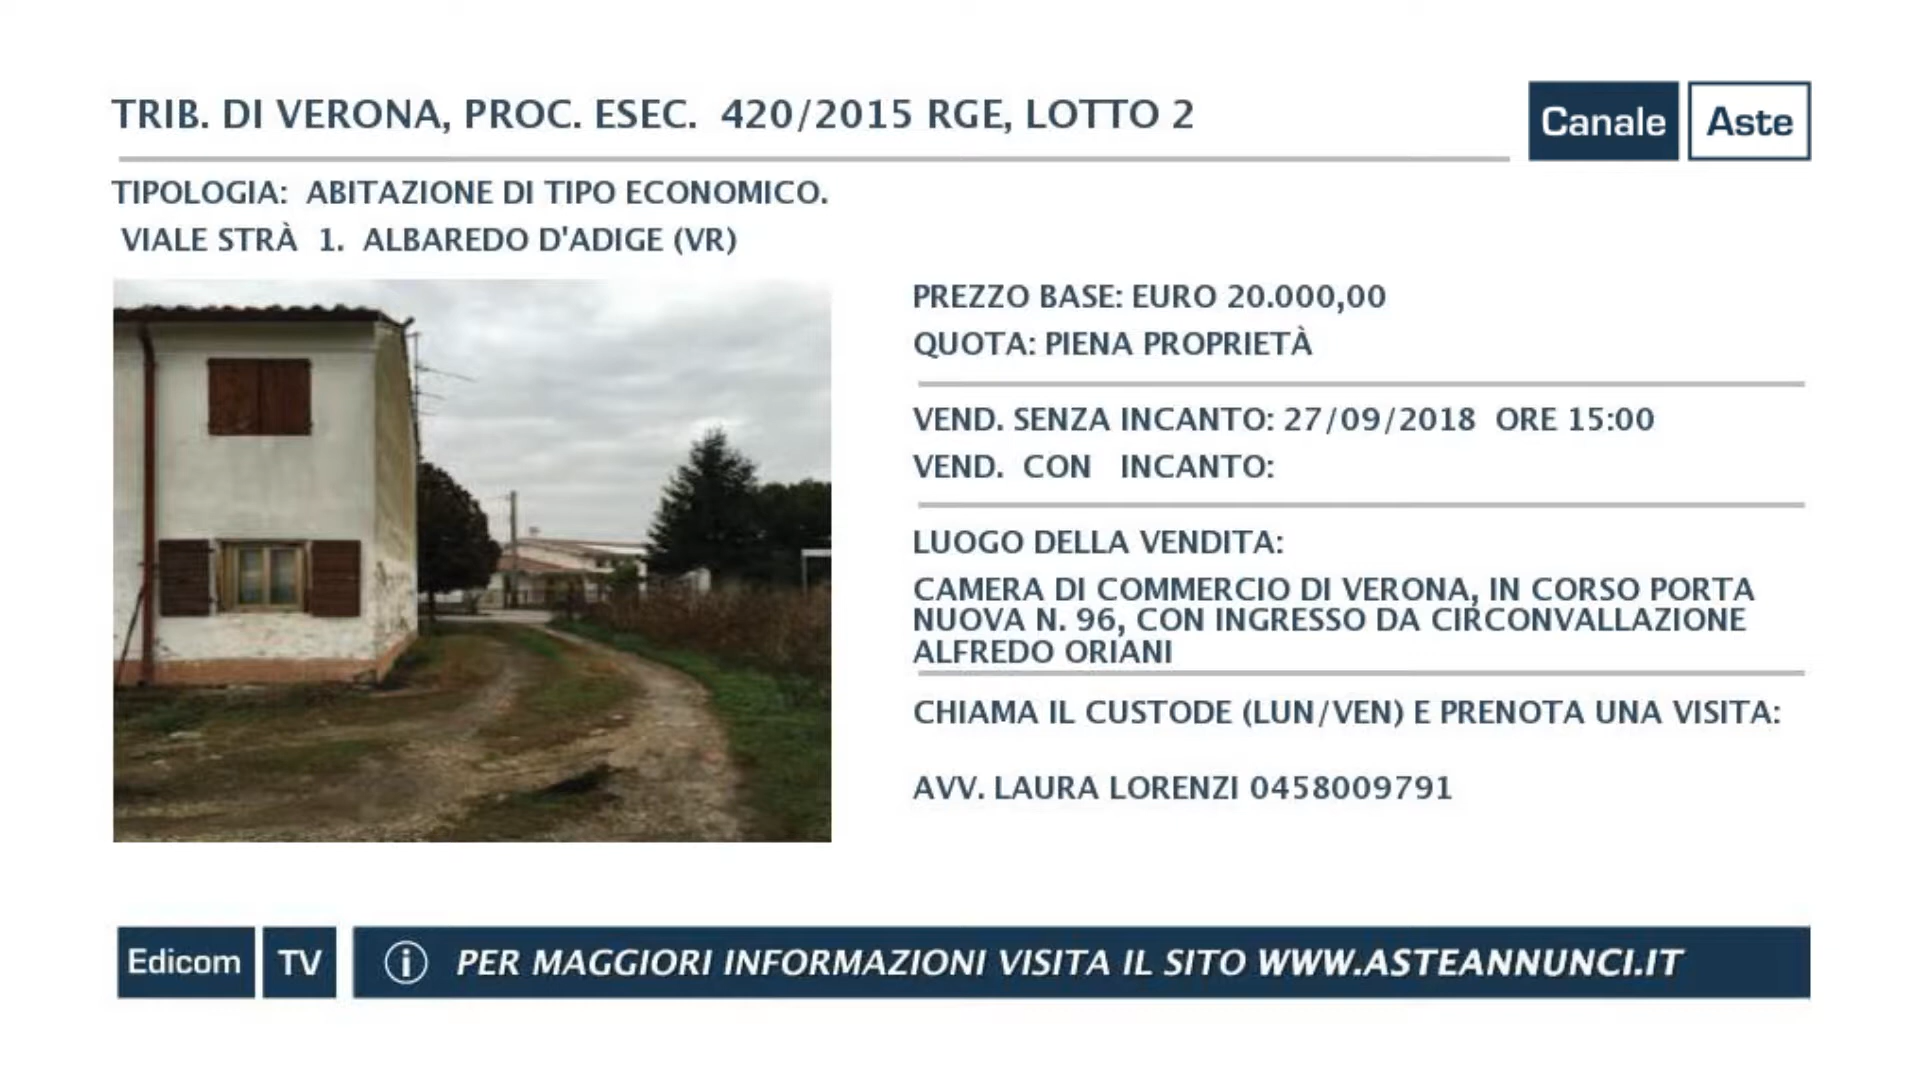 TRIB. DI VERONA, PROC. ESEC. 420/2015 RGE, LOTTO 2
Canale Aste
TIPOLOGIA: ABITAZIONE DI TIPO ECONOMICO.
VIALE STRÀ 1. ALBAREDO D'ADIGE (VR)
PREZZO BASE: EURO 20.000,00
QUOTA: PIENA PROPRIETÀ
VEND. SENZA INCANTO: 27/09/2018 ORE 15:00
VEND. CON INCANTO:
LUOGO DELLA VENDITA:
CAMERA DI COMMERCIO DI VERONA, IN CORSO PORTA
NUOVA N. 96, CON INGRESSO DA CIRCONVALLAZIONE
ALFREDO ORIANI
CHIAMA IL CUSTODE (LUN/VEN) E PRENOTA UNA VISITA:
AVV. LAURA LORENZI 0458009791
Edicom TV
PER MAGGIORI INFORMAZIONI VISITA IL SITO WWW.ASTEANNUNCI.IT